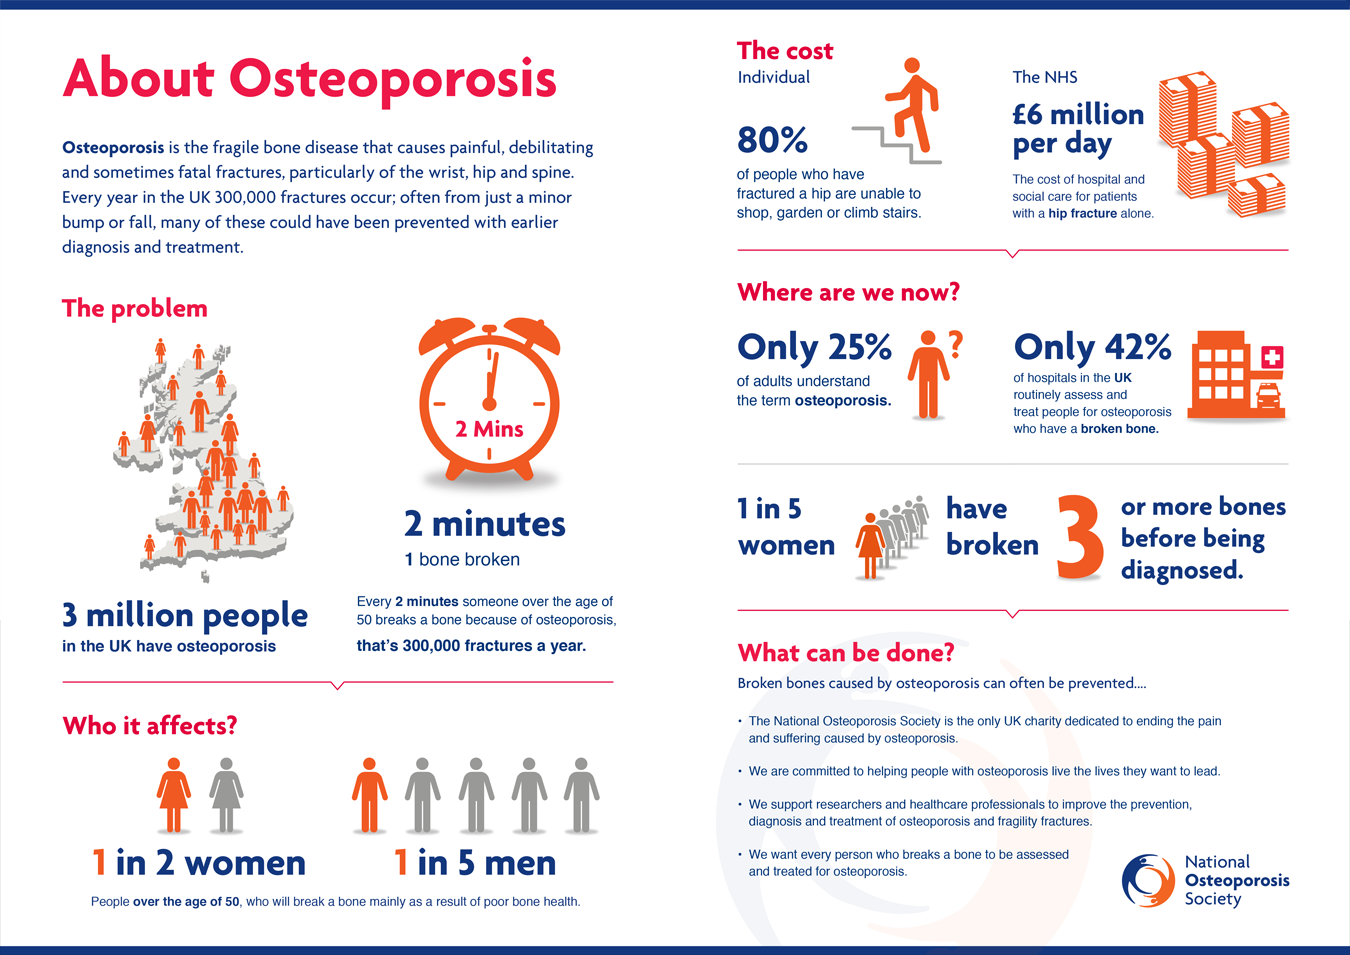 About Osteoporosis
Osteoporosis is the fragile bone disease that causes painful, debilitating
and sometimes fatal fractures, particularly of the wrist, hip and spine.
Every year in the UK 300,000 fractures occur; often from just a minor
bump or fall, many of these could have been prevented with earlier
diagnosis and treatment.
The problem
3 million people
in the UK have osteoporosis
2 Mins
2 minutes
1 bone broken
Every 2 minutes someone over the age of
50 breaks a bone because of osteoporosis,
that's 300,000 fractures a year.
Who it affects?
1 in 2 women
1 in 5 men
People over the age of 50, who will break a bone mainly as a result of poor bone health.
The cost
Individual
80%
of people who have
fractured a hip are unable to
shop, garden or climb stairs.
The NHS
£6 million
per day
The cost of hospital and
social care for patients
with a hip fracture alone.
Where are we now?
Only 25%
of adults understand
the term osteoporosis.
?
Only 42%
of hospitals in the UK
routinely assess and
treat people for osteoporosis
who have a broken bone.
1 in 5
women
have
broken
3
or more bones
before being
diagnosed.
What can be done?
Broken bones caused by osteoporosis can often be prevented....
• The National Osteoporosis Society is the only UK charity dedicated to ending the pain
and suffering caused by osteoporosis.
• We are committed to helping people with osteoporosis live the lives they want to lead.
• We support researchers and healthcare professionals to improve the prevention,
diagnosis and treatment of osteoporosis and fragility fractures.
• We want every person who breaks a bone to be assessed
and treated for osteoporosis.
National
Osteoporosis
Society